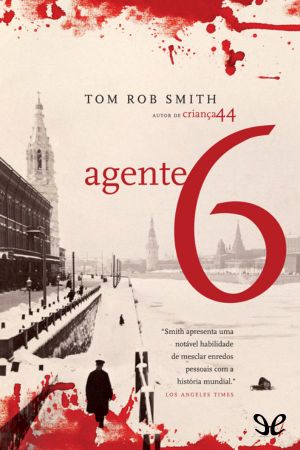 TOM ROB SMITH
AUTOR DE criança44
agente
6
"Smith apresenta uma
notável habilidade
de mesclar enredos
pessoais com a
história mundial."
LOS ANGELES TIMES